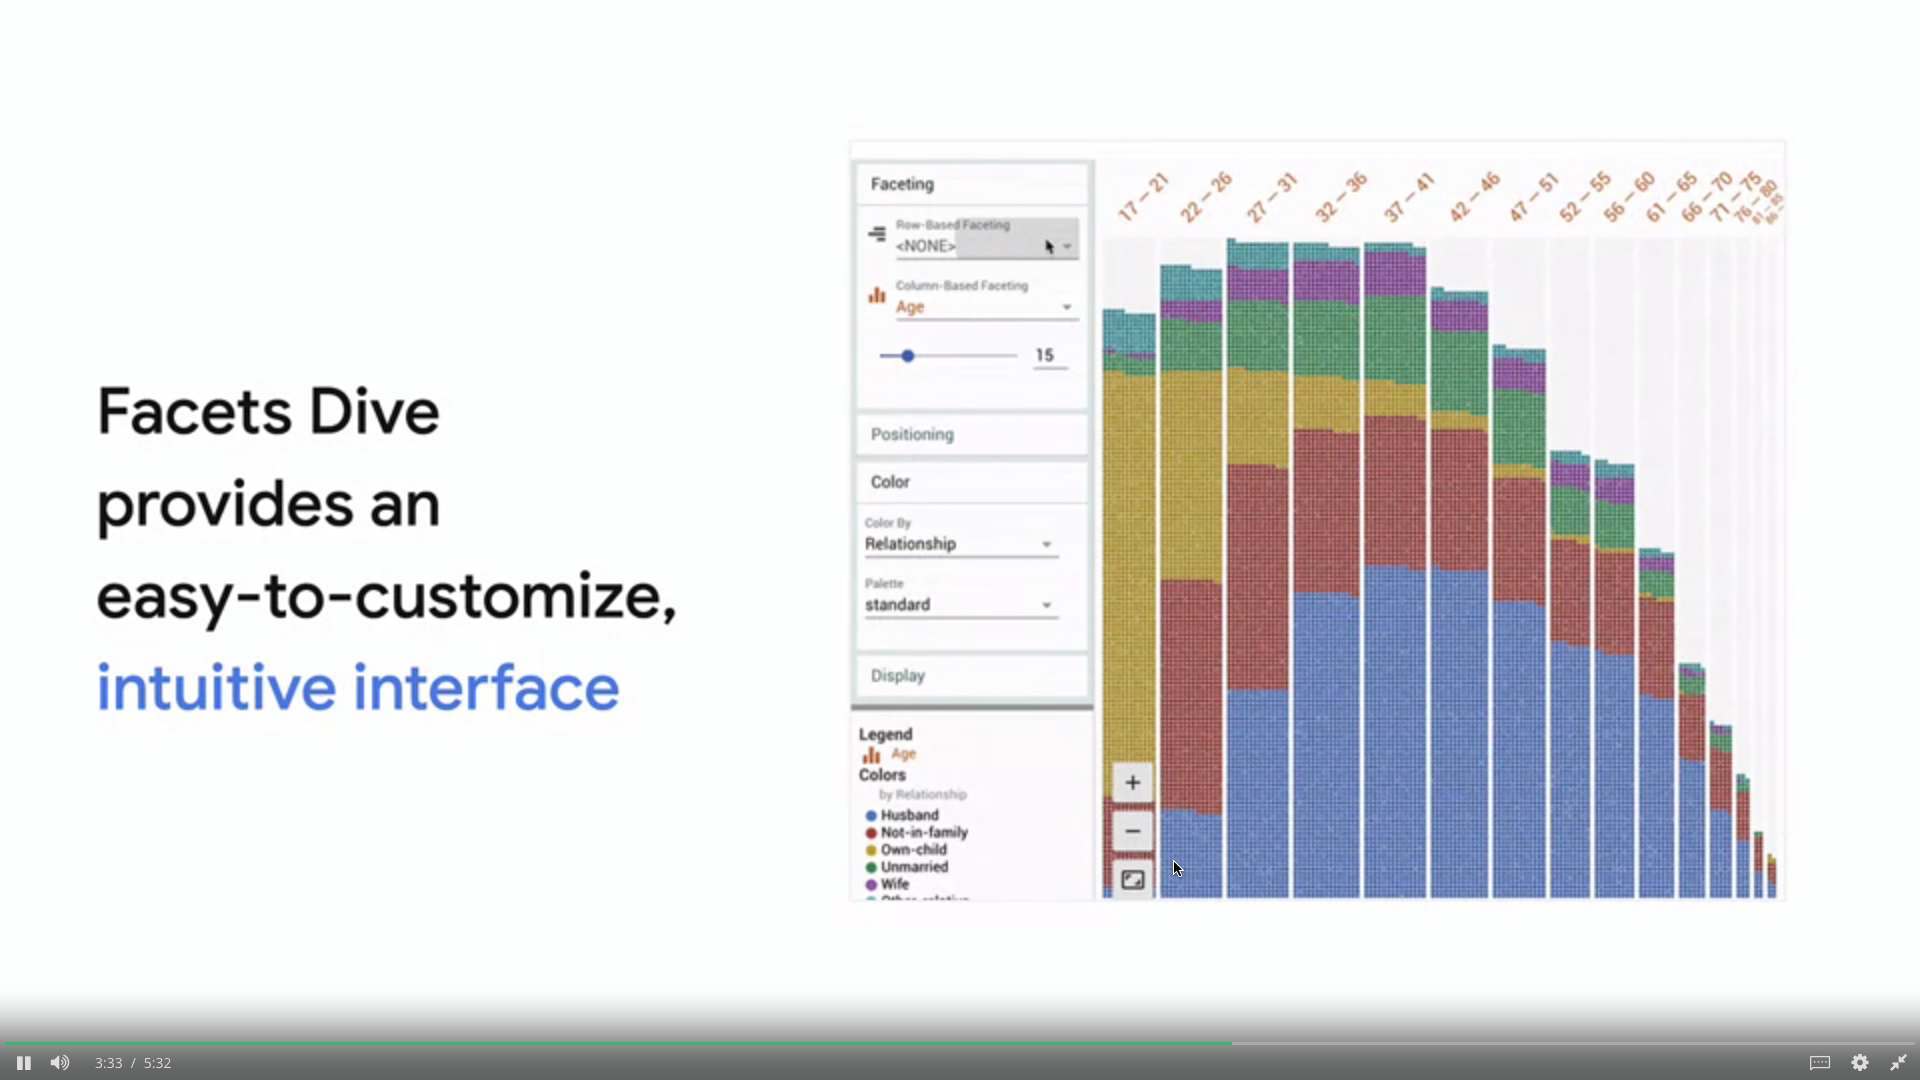 Facets Dive
provides an
easy-to-customize,
intuitive interface
Faceting
Row-Based Faceting
<NONE>
Column-Based Faceting
Age
15
Positioning
Color
Color By
Relationship
Palette
standard
Display
Legend
Age
Colors
by Relationship
Husband
Not-in-family
Own-child
Unmarried
Wife
17 – 21
22 – 26
27 – 31
32 – 36
37 – 41
42 – 46
47 – 51
52 – 55
56 – 60
61 – 65
66 – 70
71 – 75
76 – 80
+
−
3:33 / 5:32